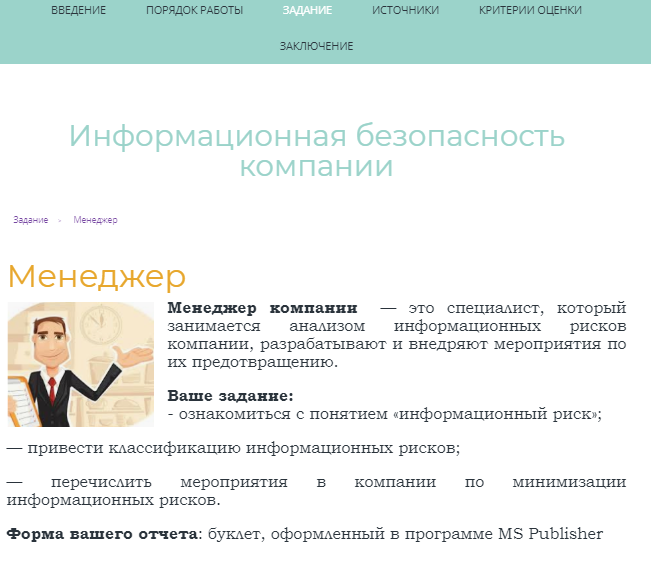 ВВЕДЕНИЕ ПОРЯДОК РАБОТЫ ЗАДАНИЕ ИСТОЧНИКИ КРИТЕРИИ ОЦЕНКИ
ЗАКЛЮЧЕНИЕ
Информационная безопасность
компании
Задание » Менеджер
Менеджер
Менеджер компании — это специалист, который
занимается анализом информационных рисков
компании, разрабатывают и внедряют мероприятия по
их предотвращению.
Ваше задание:
- ознакомиться с понятием «информационный риск»;
— привести классификацию информационных рисков;
— перечислить мероприятия в компании по минимизации
информационных рисков.
Форма вашего отчета: буклет, оформленный в программе MS Publisher